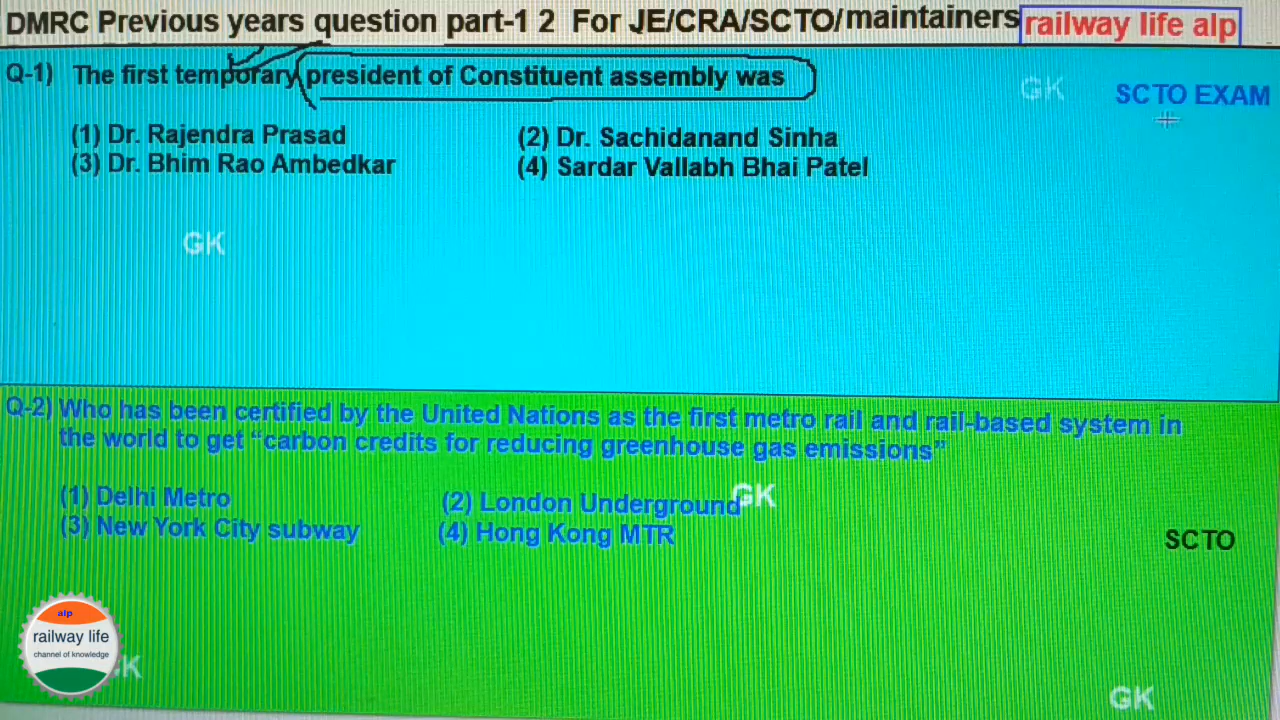 DMRC Previous years question part-1 2 For JE/CRA/SCTO/maintainers railway life alp
Q-1) The first temporary president of Constituent assembly was
GK
SCTO EXAM
(1) Dr. Rajendra Prasad (2) Dr. Sachidanand Sinha
(3) Dr. Bhim Rao Ambedkar (4) Sardar Vallabh Bhai Patel
GK
Q-2) Who has been certified by the United Nations as the first metro rail and rail-based system in
the world to get “carbon credits for reducing greenhouse gas emissions”
(1) Delhi Metro (2) London Underground
GK
(3) New York City subway (4) Hong Kong MTR
SCTO
alp
railway life
channel of knowledge
GK